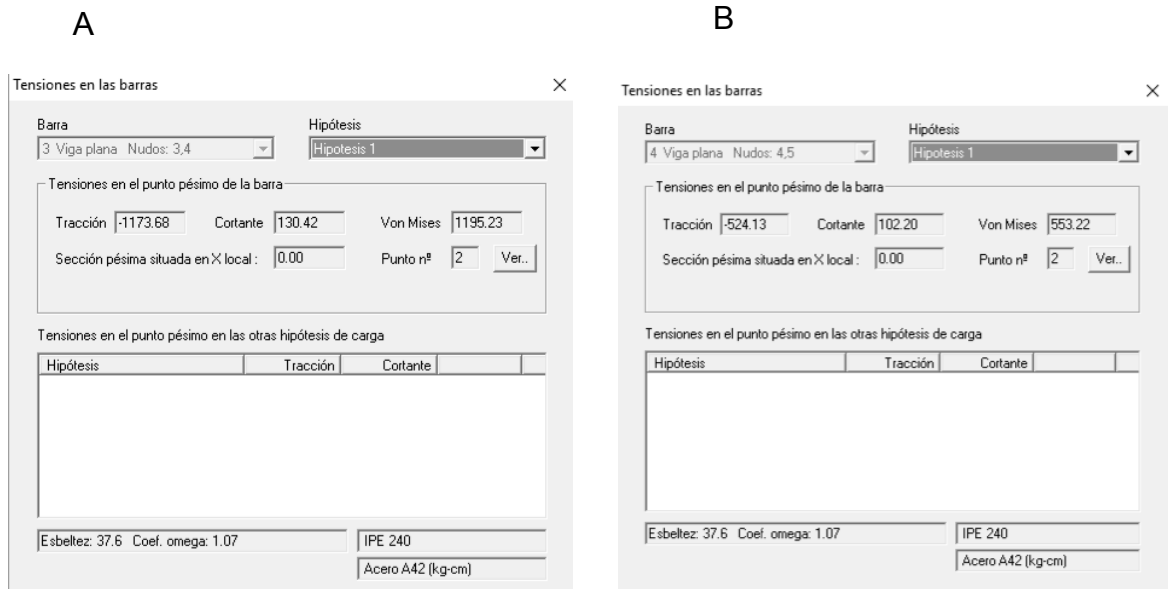 A
Tensiones en las barras
Barra
Hipótesis
3 Viga plana Nudos: 3,4
Hipotesis 1
Tensiones en el punto pésimo de la barra
Tracción -1173.68 Cortante 130.42 Von Mises 1195.23
Sección pésima situada en X local : 0.00 Punto nº 2 Ver..
Tensiones en el punto pésimo en las otras hipótesis de carga
Hipótesis Tracción Cortante
Esbeltez: 37.6 Coef. omega: 1.07 IPE 240
Acero A42 (kg-cm)
B
Tensiones en las barras
Barra
Hipótesis
4 Viga plana Nudos: 4,5
Hipotesis 1
Tensiones en el punto pésimo de la barra
Tracción -524.13 Cortante 102.20 Von Mises 553.22
Sección pésima situada en X local : 0.00 Punto nº 2 Ver..
Tensiones en el punto pésimo en las otras hipótesis de carga
Hipótesis Tracción Cortante
Esbeltez: 37.6 Coef. omega: 1.07 IPE 240
Acero A42 (kg-cm)